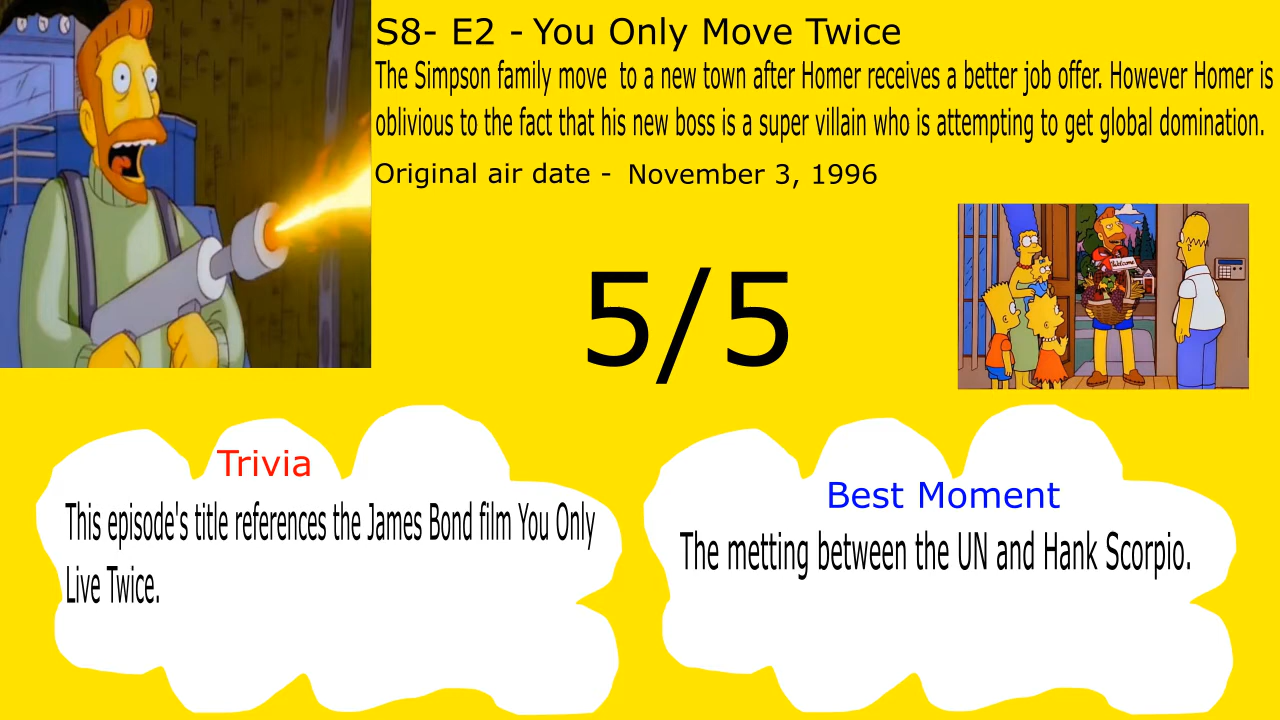 S8- E2 - You Only Move Twice
The Simpson family move  to a new town after Homer receives a better job offer. However Homer is
oblivious to the fact that his new boss is a super villain who is attempting to get global domination.
Original air date -  November 3, 1996
5/5
Welcome
Trivia
This episode's title references the James Bond film You Only
Live Twice.
Best Moment
The metting between the UN and Hank Scorpio.